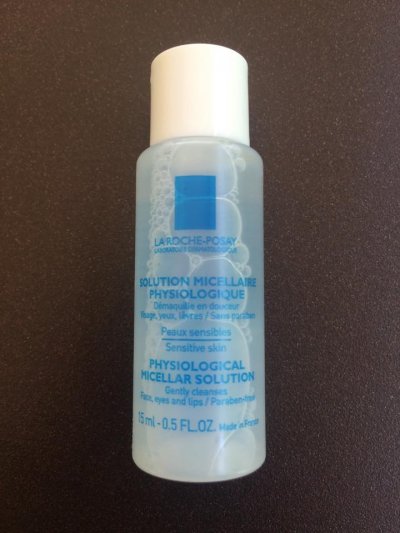 LA ROCHE-POSAY
LABORATOIRE DERMATOLOGIQUE
SOLUTION MICELLAIRE
PHYSIOLOGIQUE
Démaquille en douceur
Visage, yeux, lèvres / Sans paraben
Peaux sensibles
Sensitive skin
PHYSIOLOGICAL
MICELLAR SOLUTION
Gently cleanses
Face, eyes and lips / Paraben-free
15 ml - 0.5 FL.OZ. Made in France